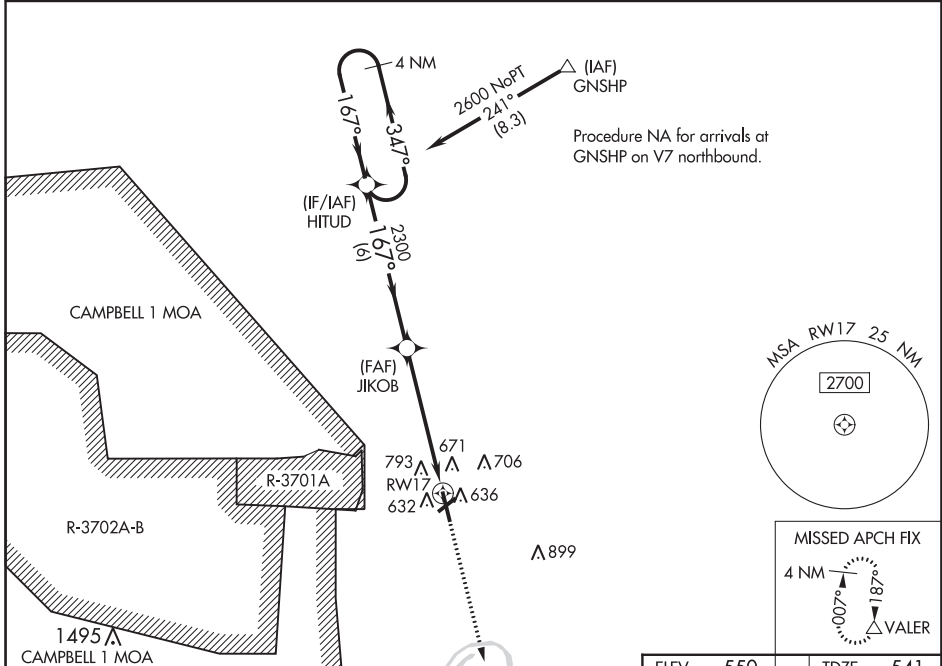 4 NM
(IAF)
GNSHP
2600 NoPT
241°
(8.3)
167°
347°
Procedure NA for arrivals at
GNSHP on V7 northbound.
(IF/IAF)
HITUD
2300
167°
(6)
CAMPBELL 1 MOA
(FAF)
JIKOB
MSA RW17 25 NM
2700
671
793
706
RW17
632
636
R-3701A
R-3702A-B
899
MISSED APCH FIX
4 NM
007°
187°
VALER
1495
CAMPBELL 1 MOA
ELEV 550
TDZE 541